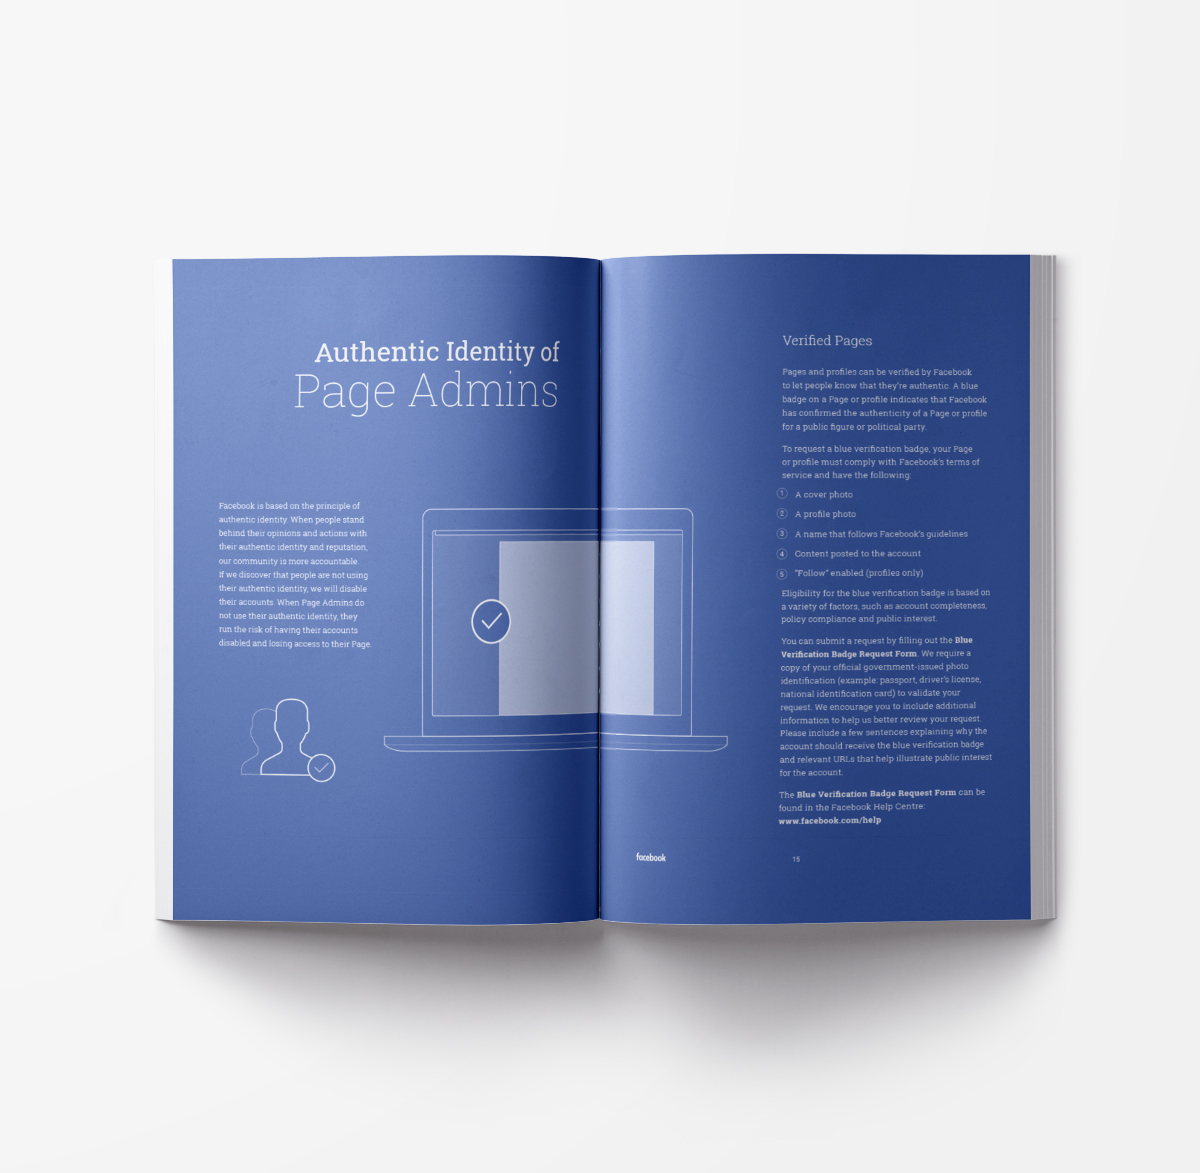 Authentic Identity of
Page Admins
Facebook is based on the principle of
authentic identity. When people stand
behind their opinions and actions with
their authentic identity and reputation,
our community is more accountable.
If we discover that people are not using
their authentic identity, we will disable
their accounts. When Page Admins do
not use their authentic identity, they
run the risk of having their accounts
disabled and losing access to their Page.
Verified Pages
Pages and profiles can be verified by Facebook
to let people know that they're authentic. A blue
badge on a Page or profile indicates that Facebook
has confirmed the authenticity of a Page or profile
for a public figure or political party.
To request a blue verification badge, your Page
or profile must comply with Facebook's terms of
service and have the following:
1 A cover photo
2 A profile photo
3 A name that follows Facebook's guidelines
4 Content posted to the account
5 "Follow" enabled (profiles only)
Eligibility for the blue verification badge is based on
a variety of factors, such as account completeness,
policy compliance and public interest.
You can submit a request by filling out the Blue
Verification Badge Request Form. We require a
copy of your official government-issued photo
identification (example: passport, driver's license,
national identification card) to validate your
request. We encourage you to include additional
information to help us better review your request.
Please include a few sentences explaining why the
account should receive the blue verification badge
and relevant URLs that help illustrate public interest
for the account.
The Blue Verification Badge Request Form can be
found in the Facebook Help Centre:
www.facebook.com/help
facebook
15